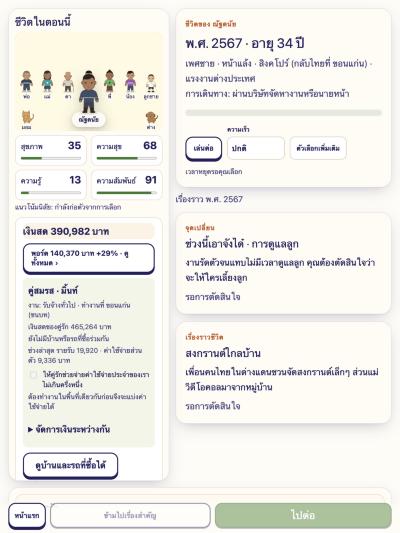 ชีวิตในตอนนี้
พ่อ
แม่
ตา
พี่
น้อง
ลูกชาย
ณัฐดนัย
ต่าง
สุขภาพ 35
ความสุข 68
ความรู้ 13
ความสัมพันธ์ 91
แนวโน้มนิสัย: กำลังก่อตัวจากการเลือก
เงินสด 390,982 บาท
พอร์ต 140,370 บาท +29% · ดู
ทั้งหมด ›
คู่สมรส · มิ้นท์
งาน: รับจ้างทั่วไป · ทำงานที่ ขอนแก่น
(ชนบท)
เงินสดของคู่รัก 465,264 บาท
ยังไม่มีบ้านหรือรถที่ซื้อร่วมกัน
ช่วงล่าสุด รายรับ 19,920 · ค่าใช้จ่ายส่วน
ตัว 9,336 บาท
ให้คู่รักช่วยจ่ายค่าใช้จ่ายประจำของเรา
ไม่เกินครึ่งหนึ่ง
ต้องทำงานในพื้นที่เดียวกันก่อนจึงจะแบ่งค่า
ใช้จ่ายได้
▸ จัดการเงินระหว่างกัน
ดูบ้านและรถที่ซื้อได้
ชีวิตของ ณัฐดนัย
พ.ศ. 2567 · อายุ 34 ปี
เพศชาย · หน้าแล้ง · สิงคโปร์ (กลับไทยที่ ขอนแก่น) ·
แรงงานต่างประเทศ
การเดินทาง: ผ่านบริษัทจัดหางานหรือนายหน้า
ความเร็ว
เล่นต่อ
ปกติ
ตัวเลือกเพิ่มเติม
เวลาหยุดรอคุณเลือก
เรื่องราว พ.ศ. 2567
จุดเปลี่ยน
ช่วงนี้เอาจังได้ · การดูแลลูก
งานรัดตัวจนแทบไม่มีเวลาดูแลลูก คุณต้องตัดสินใจว่า
จะให้ใครเลี้ยงลูก
รอการตัดสินใจ
เรื่องราวชีวิต
สงกรานต์ไกลบ้าน
เพื่อนคนไทยในต่างแดนชวนจัดสงกรานต์เล็กๆ ส่วนแม่
วิดีโอคอลมาจากหมู่บ้าน
รอการตัดสินใจ
หน้าแรก
ข้ามไปเรื่องสำคัญ
ไปต่อ